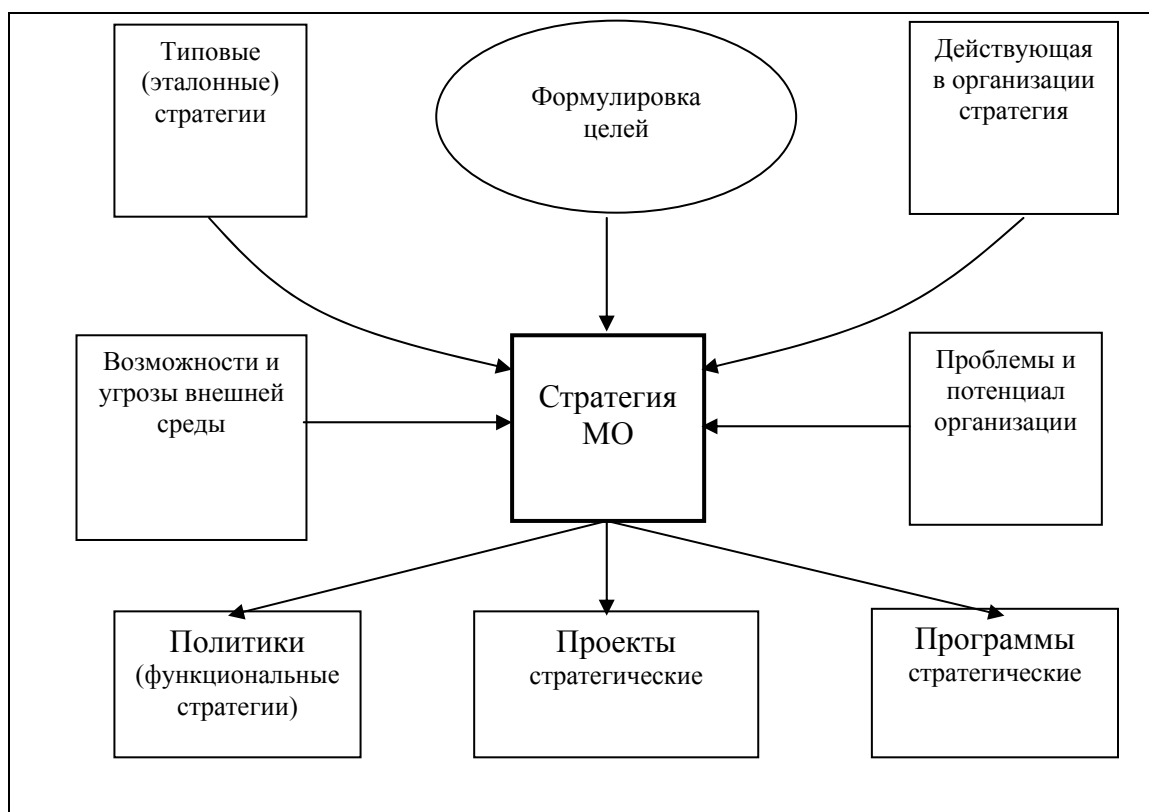 Типовые
(эталонные)
стратегии
Формулировка
целей
Действующая
в организации
стратегия
Возможности и
угрозы внешней
среды
Стратегия
МО
Проблемы и
потенциал
организации
Политики
(функциональные
стратегии)
Проекты
стратегические
Программы
стратегические